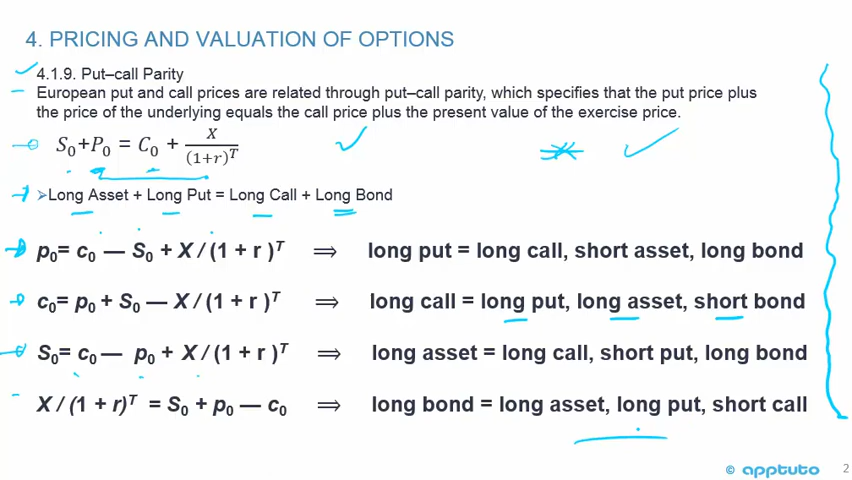 4. PRICING AND VALUATION OF OPTIONS
4.1.9. Put–call Parity
European put and call prices are related through put–call parity, which specifies that the put price plus
the price of the underlying equals the call price plus the present value of the exercise price.
S₀+P₀ = C₀ + X/(1+r)ᵀ
➢Long Asset + Long Put = Long Call + Long Bond
p₀= c₀ — S₀ + X / (1 + r )ᵀ ⟹ long put = long call, short asset, long bond
c₀= p₀ + S₀ — X / (1 + r )ᵀ ⟹ long call = long put, long asset, short bond
S₀= c₀ — p₀ + X / (1 + r )ᵀ ⟹ long asset = long call, short put, long bond
X / (1 + r)ᵀ = S₀ + p₀ — c₀ ⟹ long bond = long asset, long put, short call
© apptuto 2